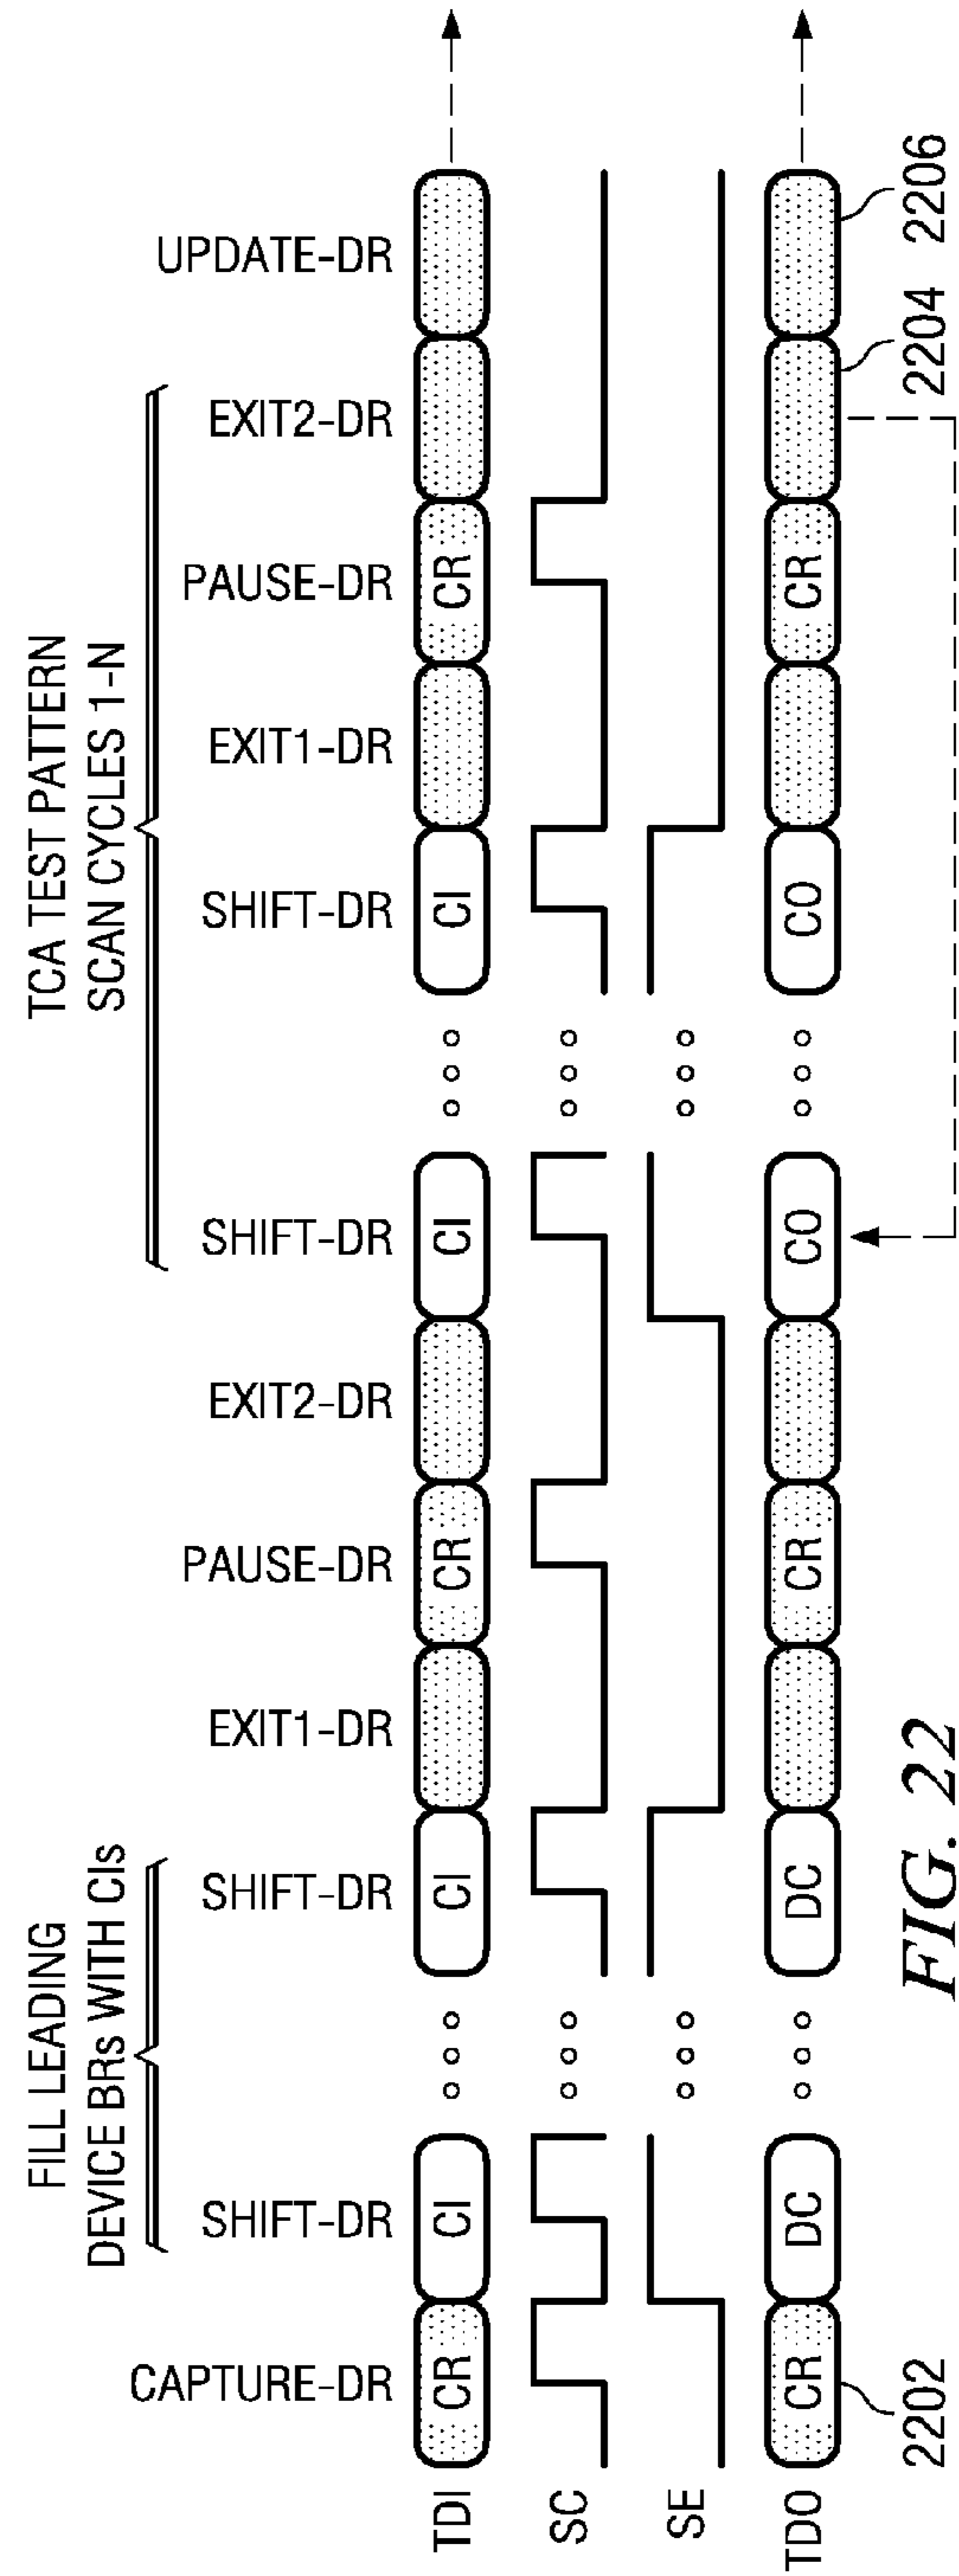 FILL LEADING
DEVICE BRs WITH CIs
TCA TEST PATTERN
SCAN CYCLES 1-N
CAPTURE-DR
SHIFT-DR
SHIFT-DR
EXIT1-DR
PAUSE-DR
EXIT2-DR
SHIFT-DR
SHIFT-DR
EXIT1-DR
PAUSE-DR
EXIT2-DR
UPDATE-DR
TDI
CR
CI
CI
CR
CI
CI
CR
SC
SE
TDO
CR
DC
DC
CR
CO
CO
CR
2202
2204
2206
FIG. 22